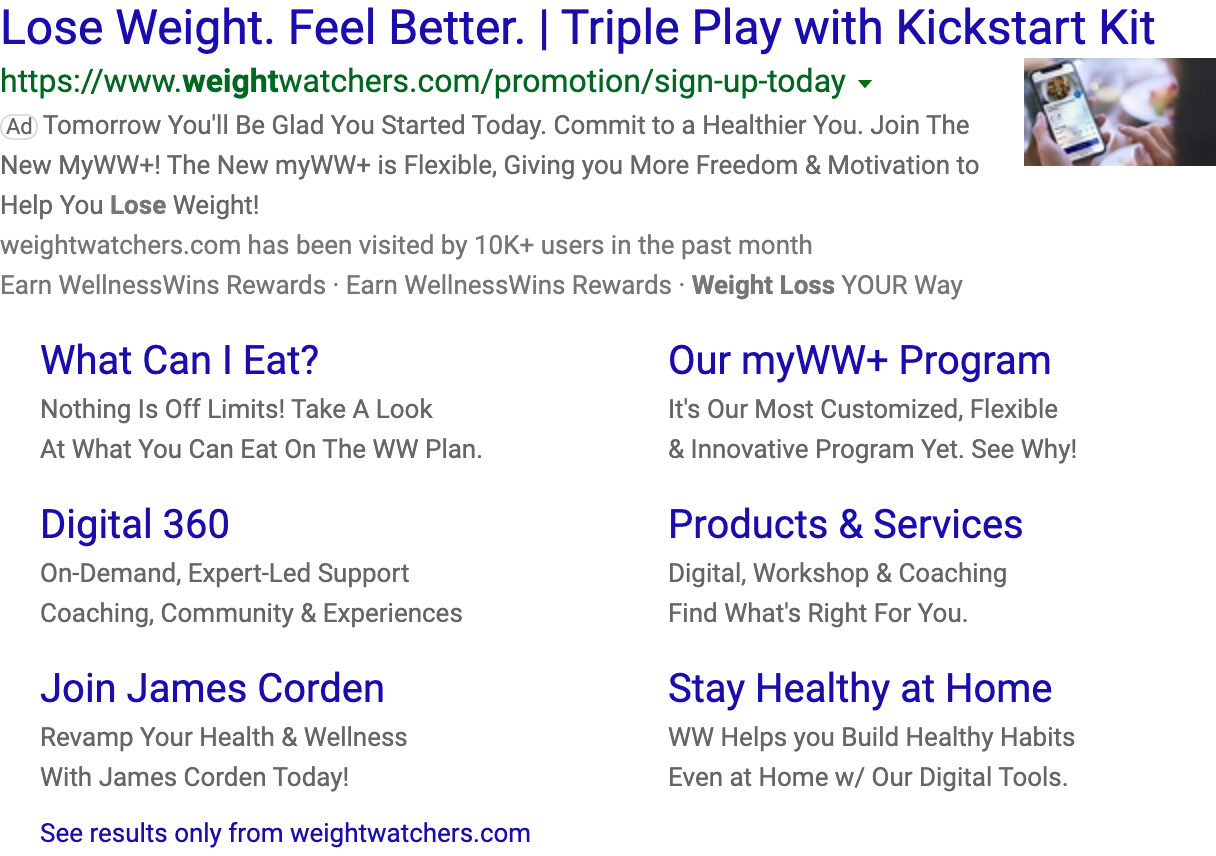 Lose Weight. Feel Better. | Triple Play with Kickstart Kit
https://www.weightwatchers.com/promotion/sign-up-today
Ad Tomorrow You'll Be Glad You Started Today. Commit to a Healthier You. Join The
New MyWW+! The New myWW+ is Flexible, Giving you More Freedom & Motivation to
Help You Lose Weight!
weightwatchers.com has been visited by 10K+ users in the past month
Earn WellnessWins Rewards · Earn WellnessWins Rewards · Weight Loss YOUR Way
What Can I Eat?
Nothing Is Off Limits! Take A Look
At What You Can Eat On The WW Plan.
Our myWW+ Program
It's Our Most Customized, Flexible
& Innovative Program Yet. See Why!
Digital 360
On-Demand, Expert-Led Support
Coaching, Community & Experiences
Products & Services
Digital, Workshop & Coaching
Find What's Right For You.
Join James Corden
Revamp Your Health & Wellness
With James Corden Today!
Stay Healthy at Home
WW Helps you Build Healthy Habits
Even at Home w/ Our Digital Tools.
See results only from weightwatchers.com